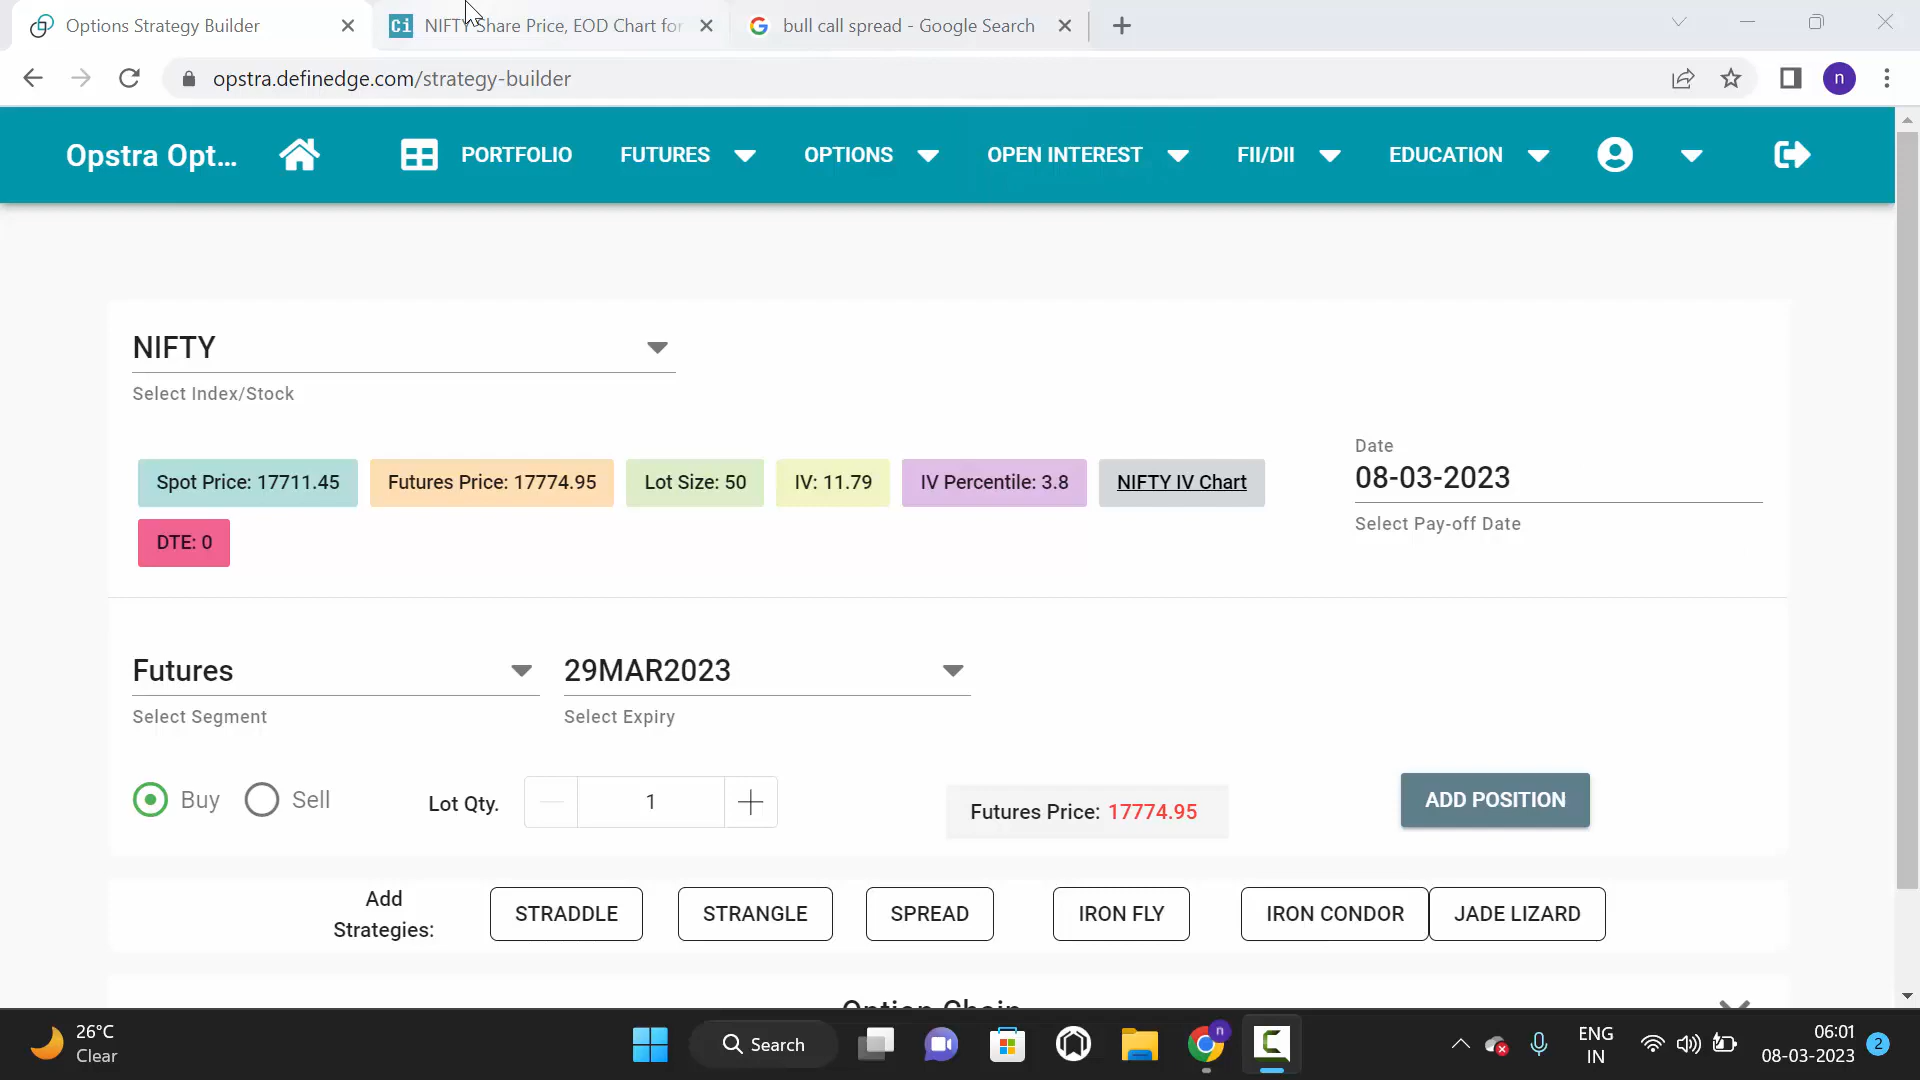 Options Strategy Builder
Ci NIFTY Share Price, EOD Chart for
bull call spread - Google Search
opstra.definedge.com/strategy-builder
n
Opstra Opt...
PORTFOLIO
FUTURES
OPTIONS
OPEN INTEREST
FII/DII
EDUCATION
NIFTY
Select Index/Stock
Spot Price: 17711.45
Futures Price: 17774.95
Lot Size: 50
IV: 11.79
IV Percentile: 3.8
NIFTY IV Chart
DTE: 0
Date
08-03-2023
Select Pay-off Date
Futures
Select Segment
29MAR2023
Select Expiry
Buy
Sell
Lot Qty.
1
Futures Price: 17774.95
ADD POSITION
Add
Strategies:
STRADDLE
STRANGLE
SPREAD
IRON FLY
IRON CONDOR
JADE LIZARD
Option Chain
26°C
Clear
Search
n
ENG
IN
06:01
08-03-2023
2